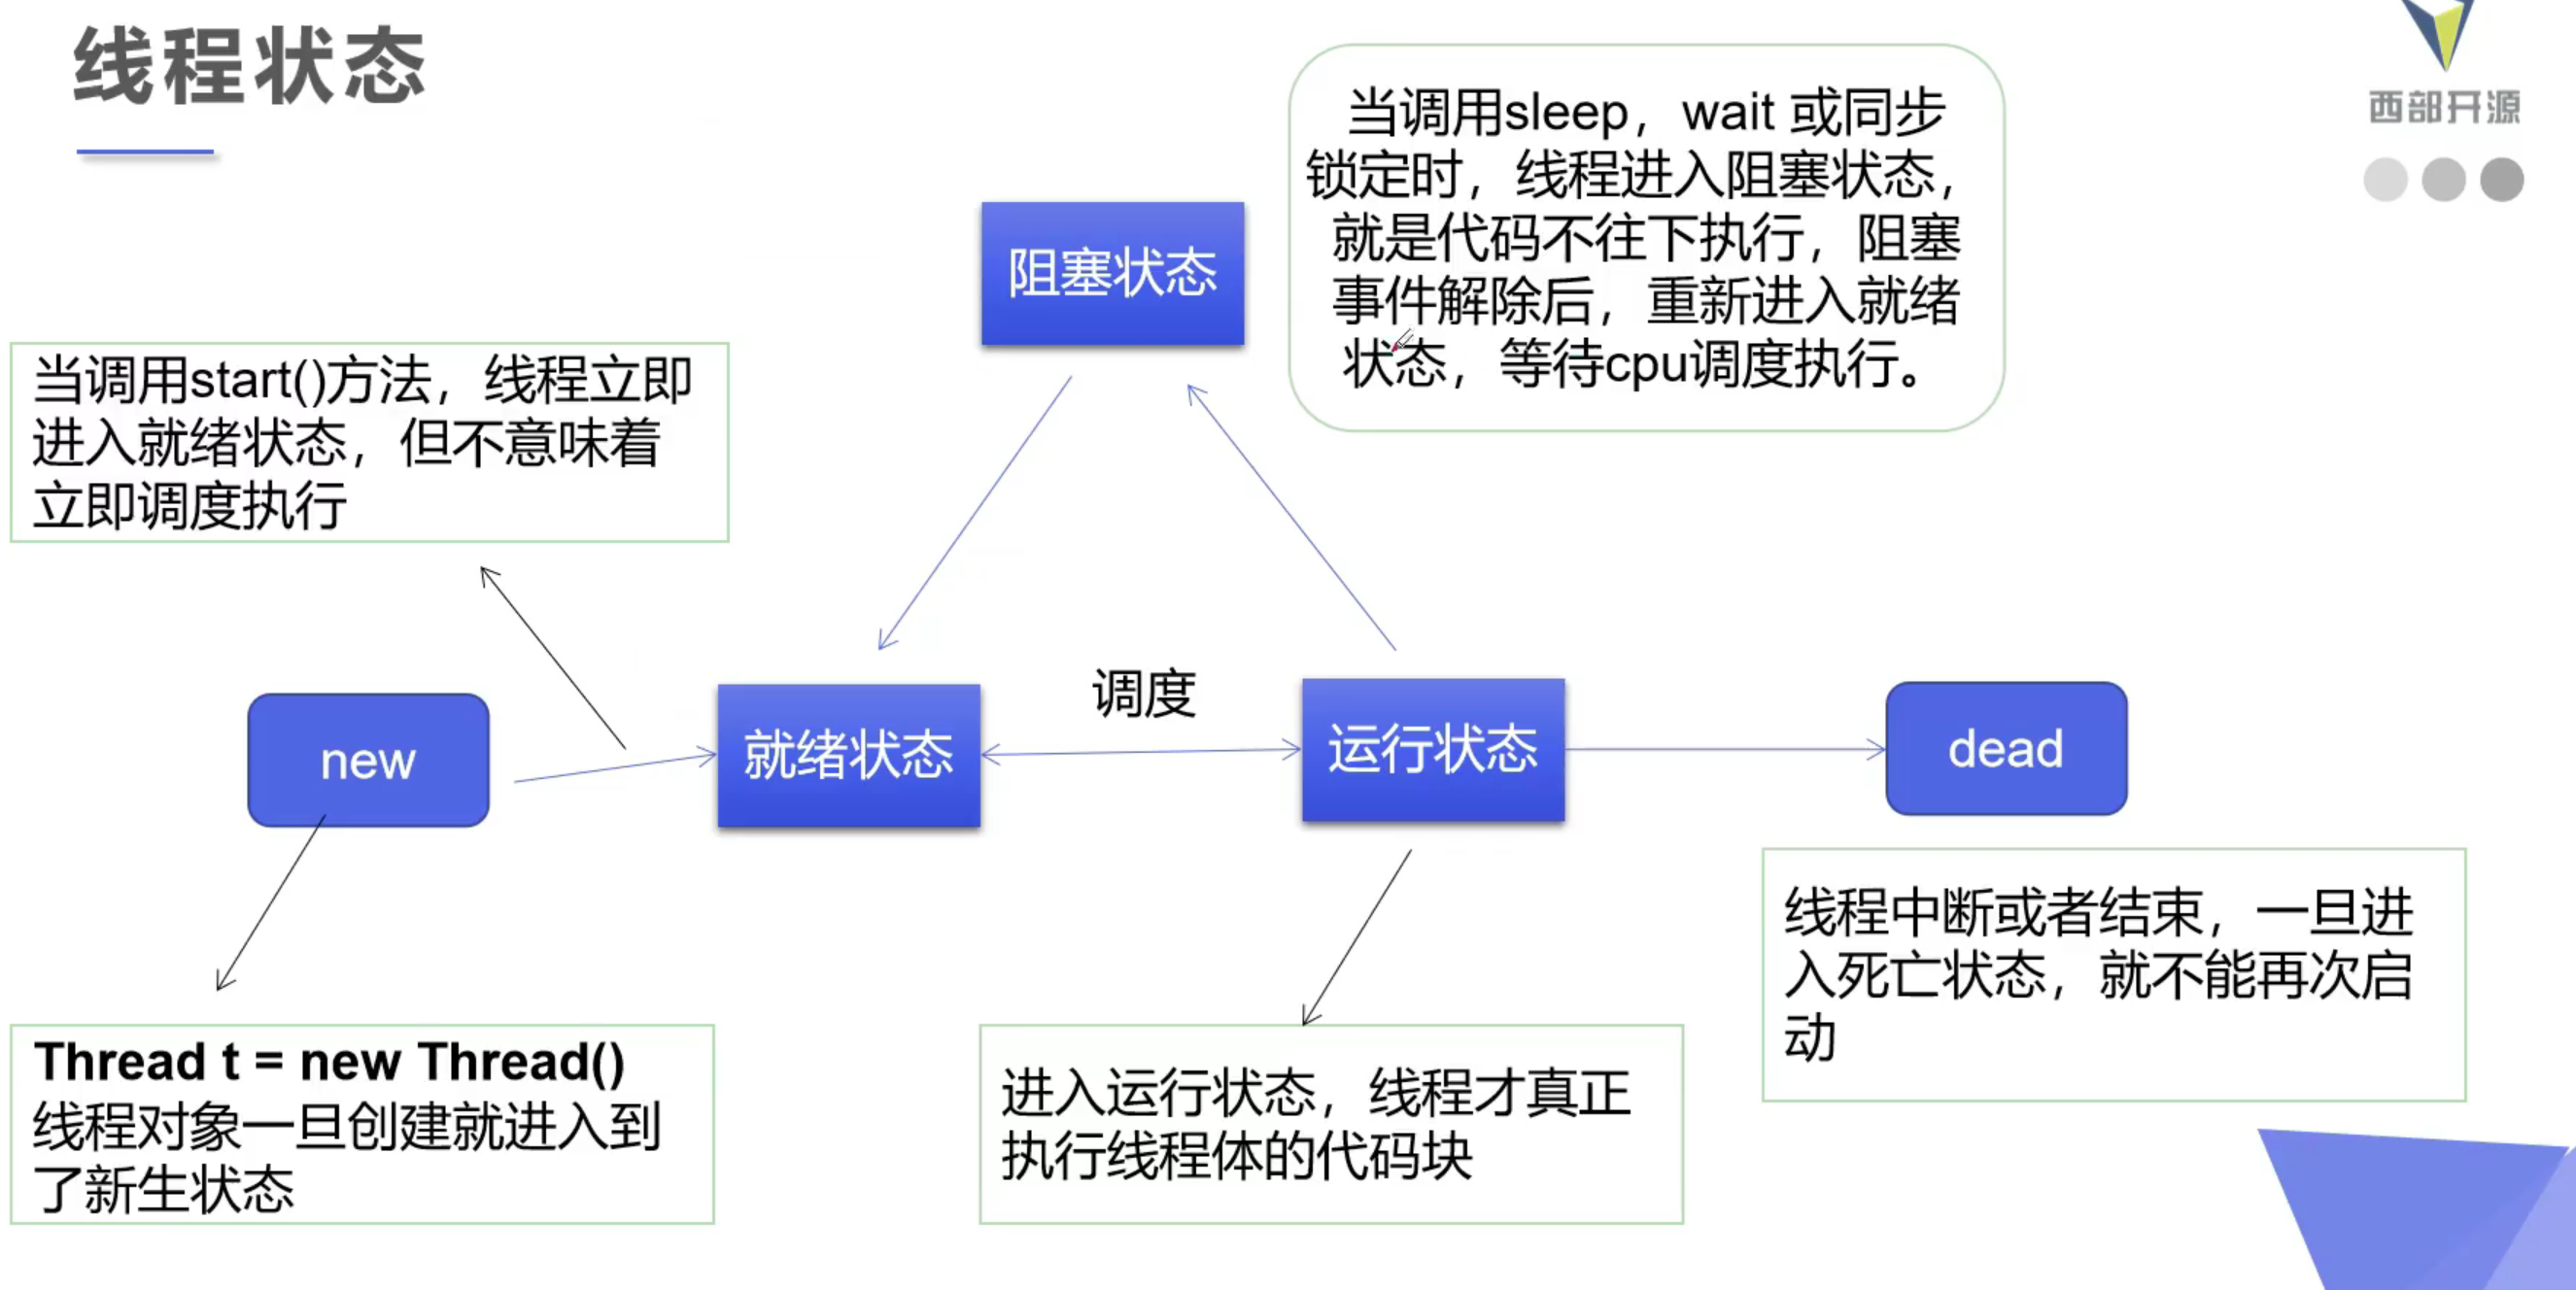 线程状态
西部开源
当调用sleep，wait 或同步
锁定时，线程进入阻塞状态，
就是代码不往下执行，阻塞
事件解除后，重新进入就绪
状态，等待cpu调度执行。
阻塞状态
当调用start()方法，线程立即
进入就绪状态，但不意味着
立即调度执行
new
就绪状态
调度
运行状态
dead
Thread t = new Thread()
线程对象一旦创建就进入到
了新生状态
进入运行状态，线程才真正
执行线程体的代码块
线程中断或者结束，一旦进
入死亡状态，就不能再次启
动